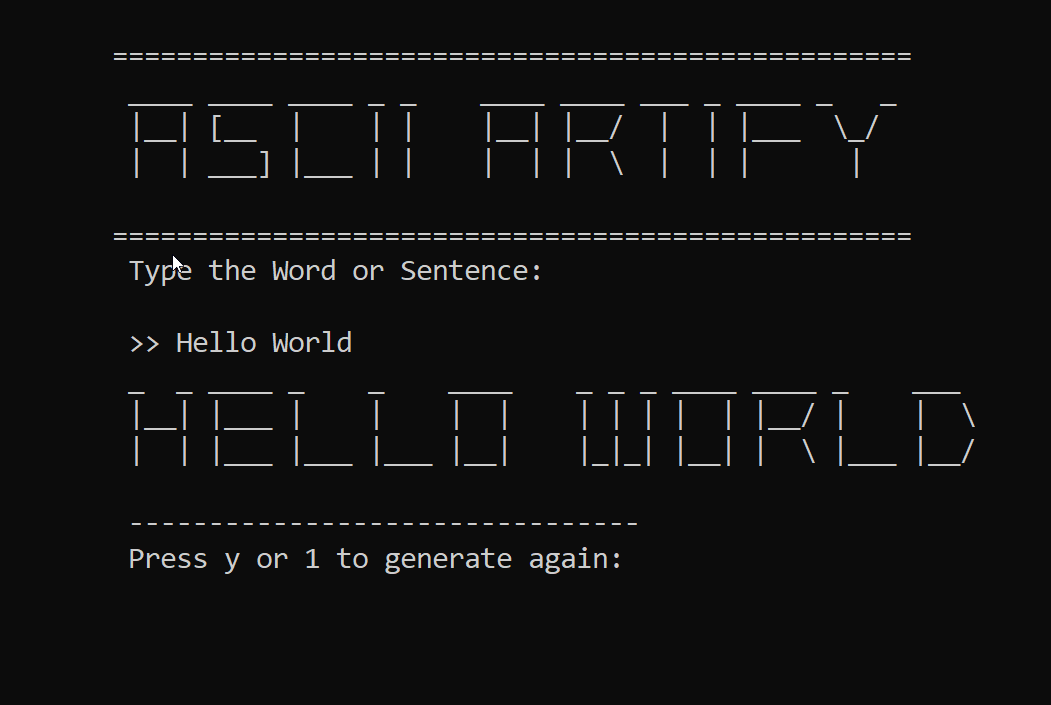 ==================================================
ASCII ARTIFY
==================================================
Type the Word or Sentence:
>> Hello World
HELLO WORLD
--------------------------------
Press y or 1 to generate again: